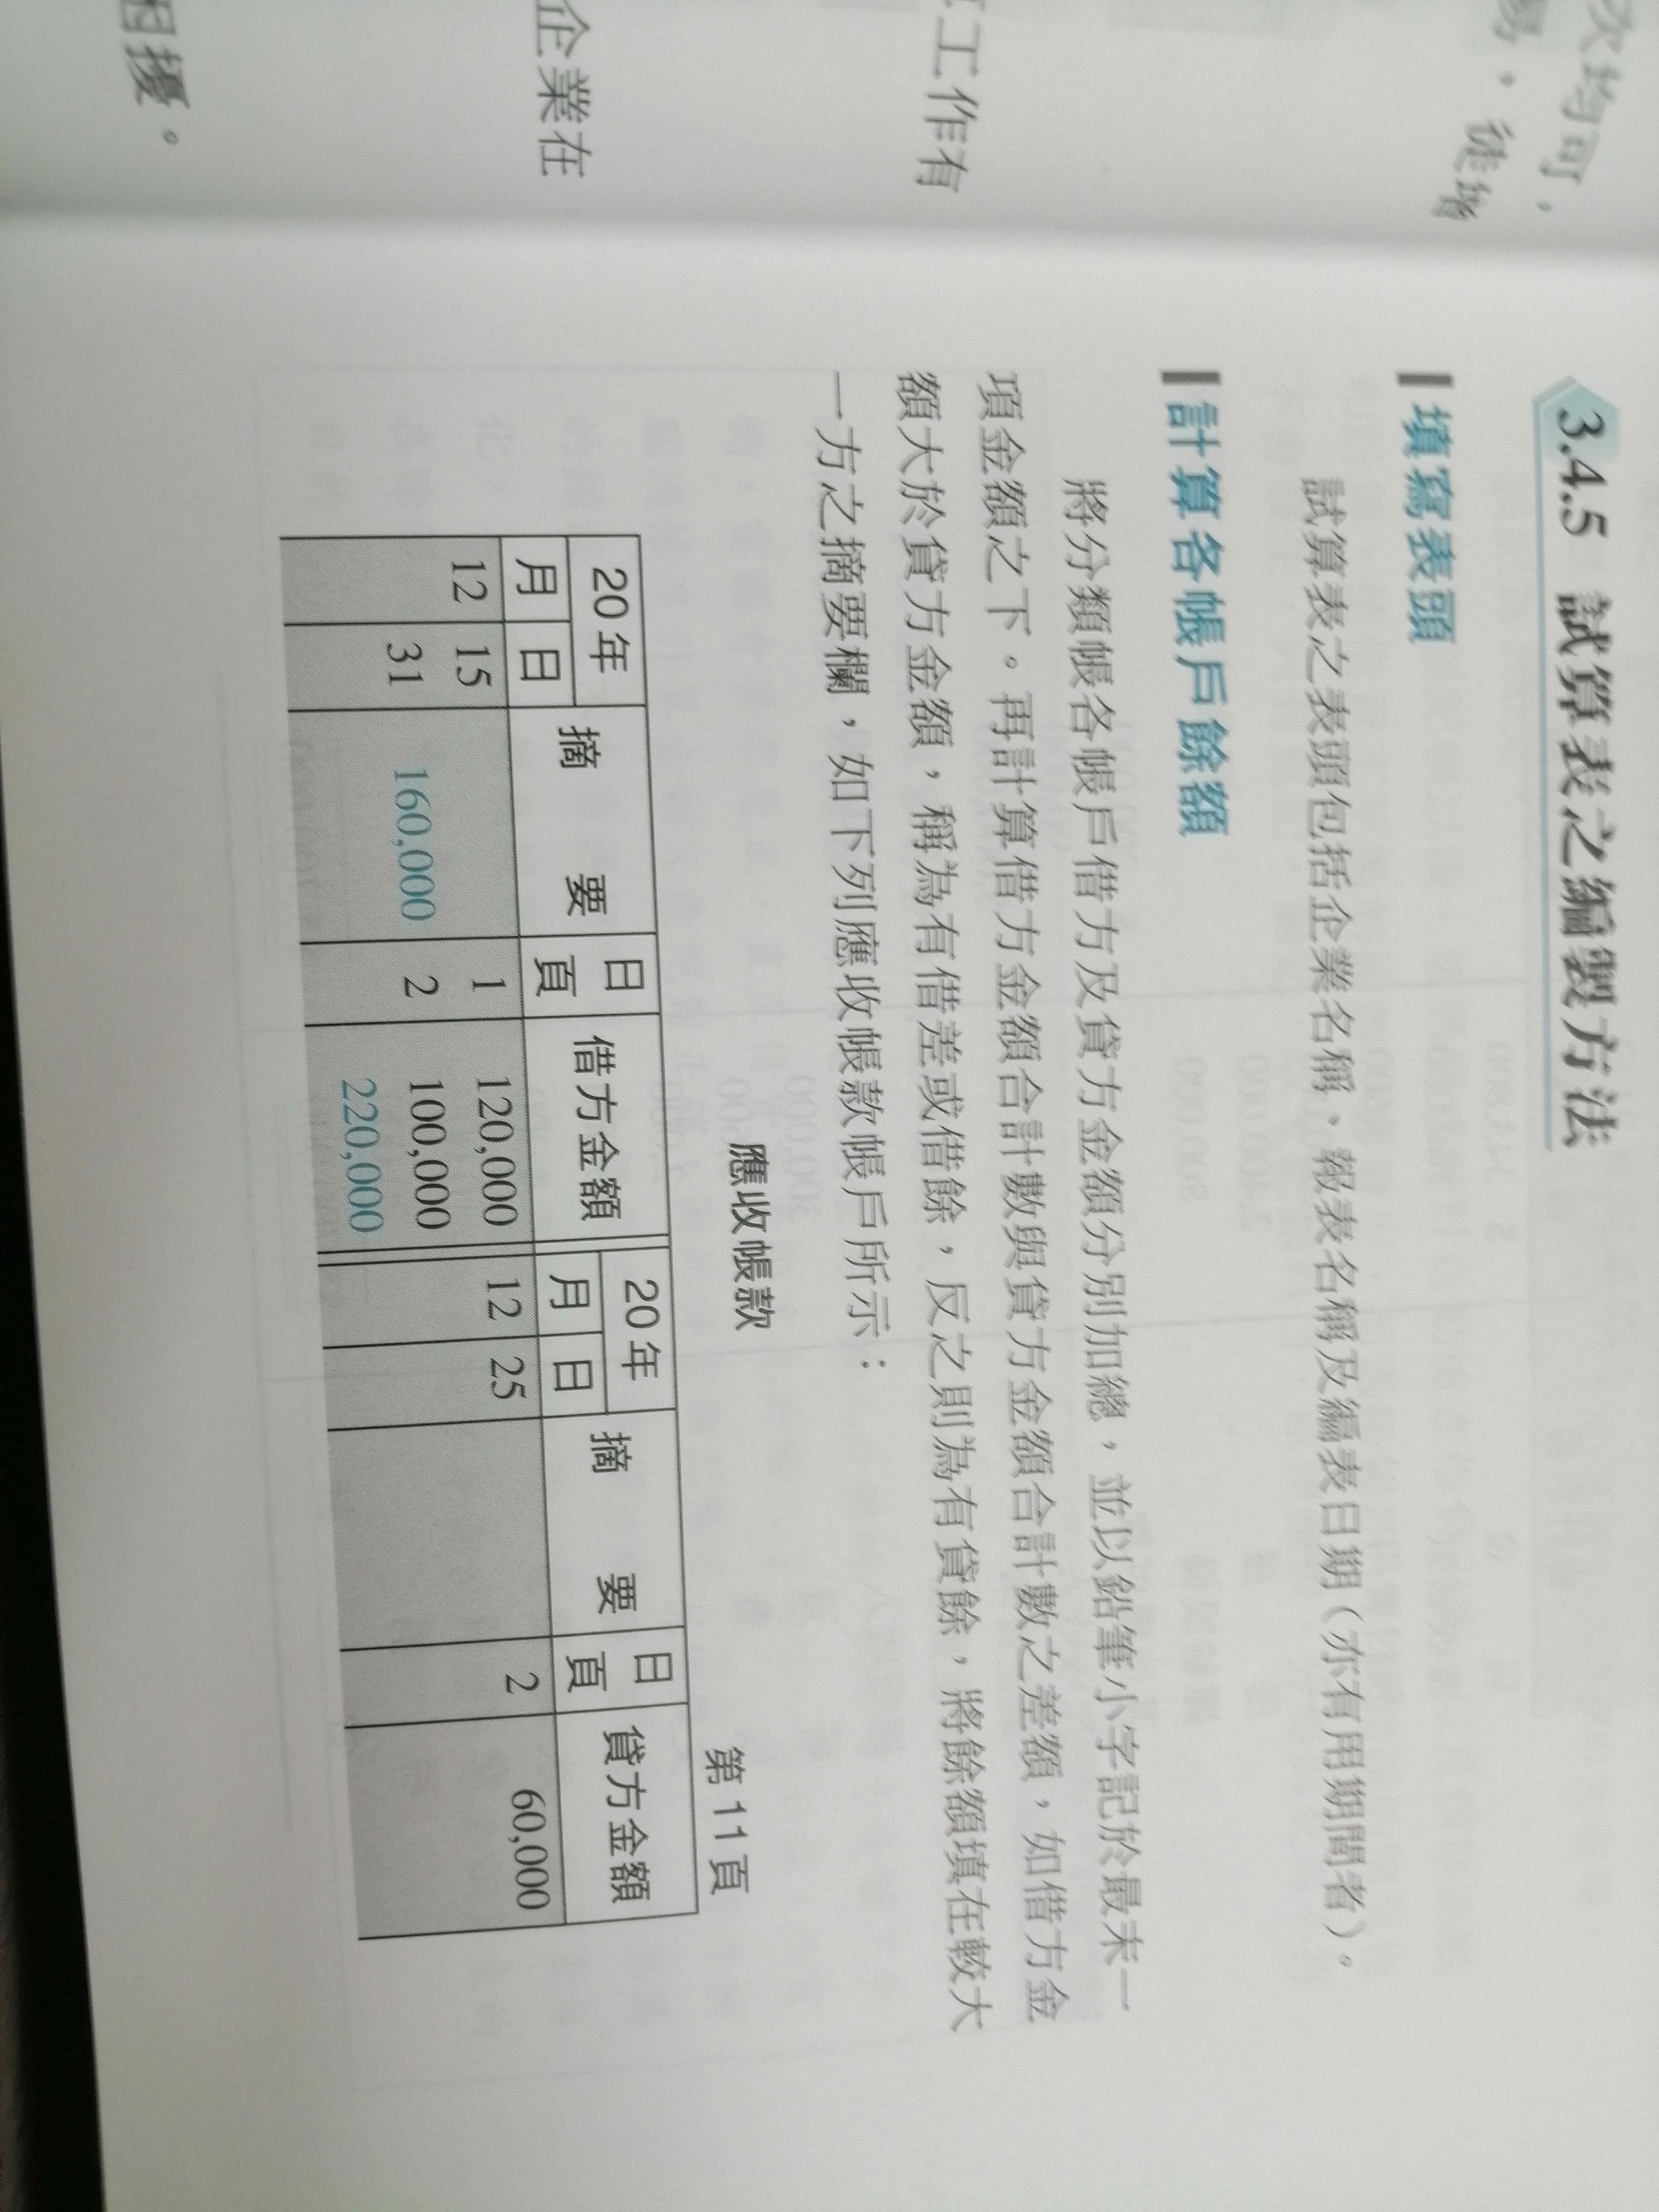 次均可，
易，徒增
工作有
企業在
困擾。
3.4.5 試算表之編製方法
填寫表頭
試算表之表頭包括企業名稱、報表名稱及編表日期（亦有用期間者）。
計算各帳戶餘額
將分類帳各帳戶借方及貸方金額分別加總，並以鉛筆小字記於最末一
項金額之下。再計算借方金額合計數與貸方金額合計數之差額，如借方金
額大於貸方金額，稱為有借差或借餘，反之則為有貸餘，將餘額填在較大
一方之摘要欄，如下列應收帳款帳戶所示：
應收帳款
第11頁
20年 摘要 日頁 借方金額 20年 摘要 日頁 貸方金額
月 日 月 日
12 15 1 120,000 12 25 2 60,000
31 160,000 2 100,000
220,000